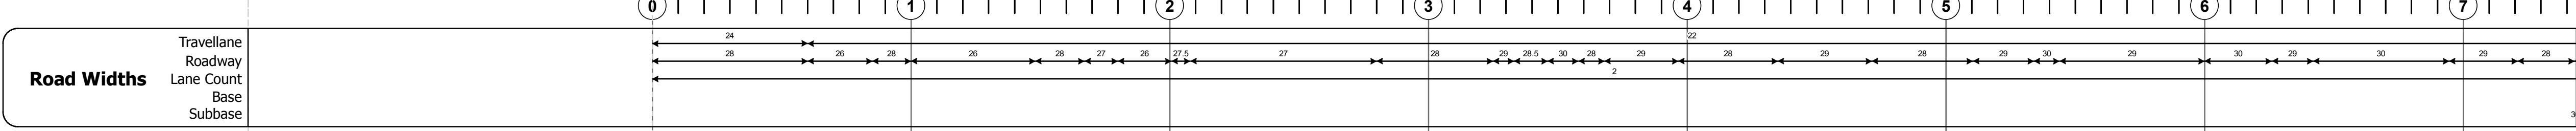 0 1 2 3 4 5 6 7
24 22
Travellane
28 26 28 26 28 27 26 27.5 27 28 29 28.5 30 28 29 28 29 28 29 30 29 30 29 30 29 28
Roadway
Road Widths
Lane Count
2
Base
Subbase